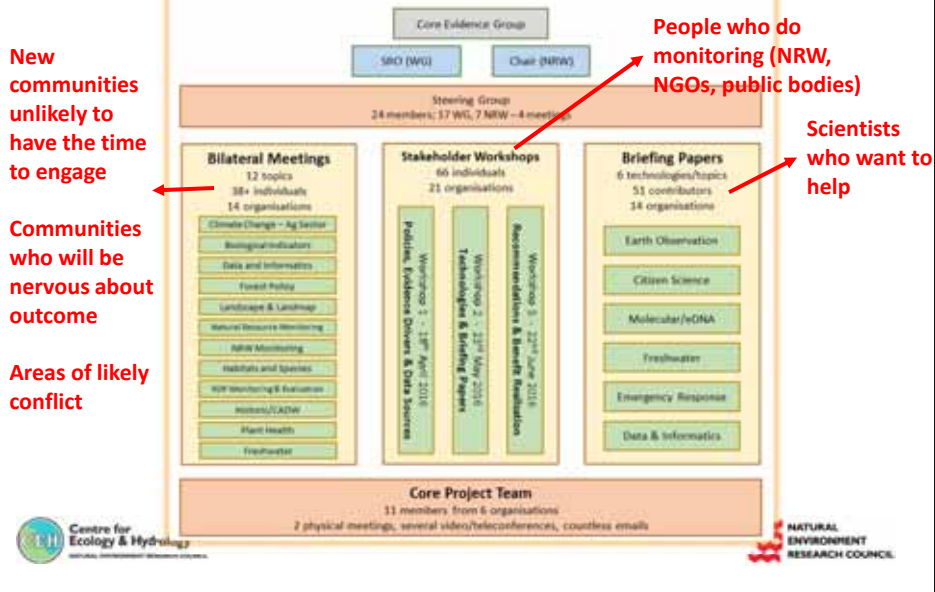 Core Evidence Group
SRO (WG)
Chair (NRW)
Steering Group
24 members; 17 WG, 7 NRW – 4 meetings
New
communities
unlikely to
have the time
to engage
Communities
who will be
nervous about
outcome
Areas of likely
conflict
People who do
monitoring (NRW,
NGOs, public bodies)
Scientists
who want to
help
Bilateral Meetings
12 topics
38+ individuals
14 organisations
Climate Change – Ag Sector
Biological Indicators
Data and Informatics
Forest Policy
Landscape & Landmap
Natural Resource Monitoring
NRW Monitoring
Habitats and Species
RDP Monitoring & Evaluation
Historic/CADW
Plant Health
Freshwater
Stakeholder Workshops
66 individuals
21 organisations
Workshop 1 - 18th April 2016
Policies, Evidence Drivers & Data Sources
Workshop 2 - 23rd May 2016
Technologies & Briefing Papers
Workshop 3 - 22nd June 2016
Recommendations & Benefit Realisation
Briefing Papers
6 technologies/topics
51 contributors
14 organisations
Earth Observation
Citizen Science
Molecular/eDNA
Freshwater
Emergency Response
Data & Informatics
Core Project Team
11 members from 6 organisations
2 physical meetings, several video/teleconferences, countless emails
Centre for
Ecology & Hydrology
NATURAL ENVIRONMENT RESEARCH COUNCIL
NATURAL
ENVIRONMENT
RESEARCH COUNCIL